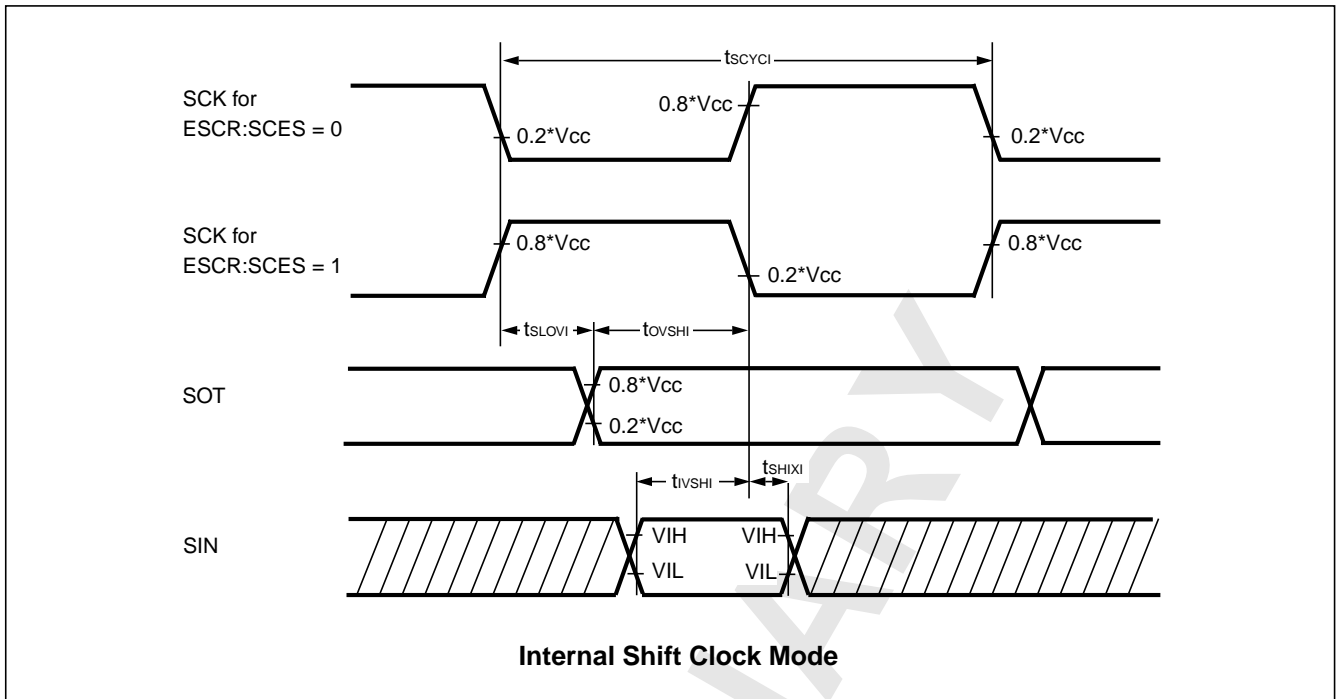 tSCYCI
SCK for
ESCR:SCES = 0
0.8*Vcc
0.2*Vcc
0.2*Vcc
SCK for
ESCR:SCES = 1
0.8*Vcc
0.8*Vcc
0.2*Vcc
tSLOVI
tOVSHI
SOT
0.8*Vcc
0.2*Vcc
tIVSHI
tSHIXI
SIN
VIH
VIH
VIL
VIL
ARY
Internal Shift Clock Mode